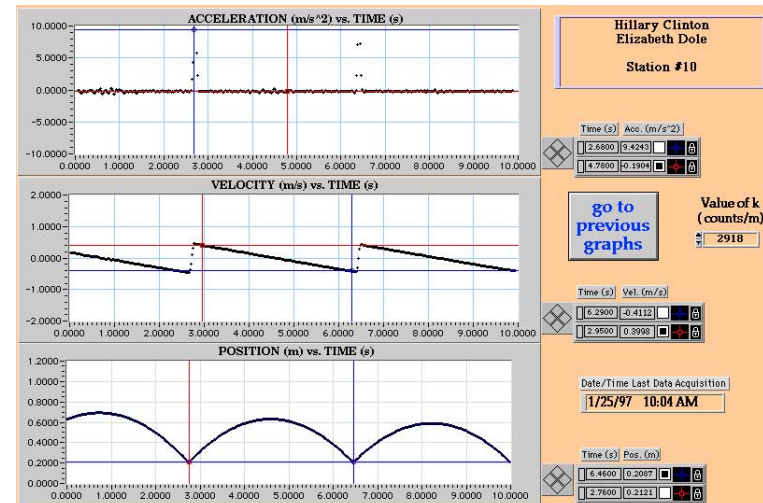 ACCELERATION (m/s^2) vs. TIME (s)
10.0000
5.0000
0.0000
-5.0000
-10.0000
0.0000 1.0000 2.0000 3.0000 4.0000 5.0000 6.0000 7.0000 8.0000 9.0000 10.0000
Hillary Clinton
Elizabeth Dole
Station #10
Time (s) Acc. (m/s^2)
2.6800 9.4243
4.7800 -0.1904
VELOCITY (m/s) vs. TIME (s)
2.0000
1.0000
0.0000
-1.0000
-2.0000
0.0000 1.0000 2.0000 3.0000 4.0000 5.0000 6.0000 7.0000 8.0000 9.0000 10.0000
go to
previous
graphs
Value of k
(counts/m)
2918
Time (s) Vel. (m/s)
6.2900 -0.4112
2.9500 0.3998
POSITION (m) vs. TIME (s)
1.2000
1.0000
0.8000
0.6000
0.4000
0.2000
0.0000
0.0000 1.0000 2.0000 3.0000 4.0000 5.0000 6.0000 7.0000 8.0000 9.0000 10.0000
Date/Time Last Data Acquisition
1/25/97 10:04 AM
Time (s) Pos. (m)
6.4600 0.2087
2.7600 0.2121